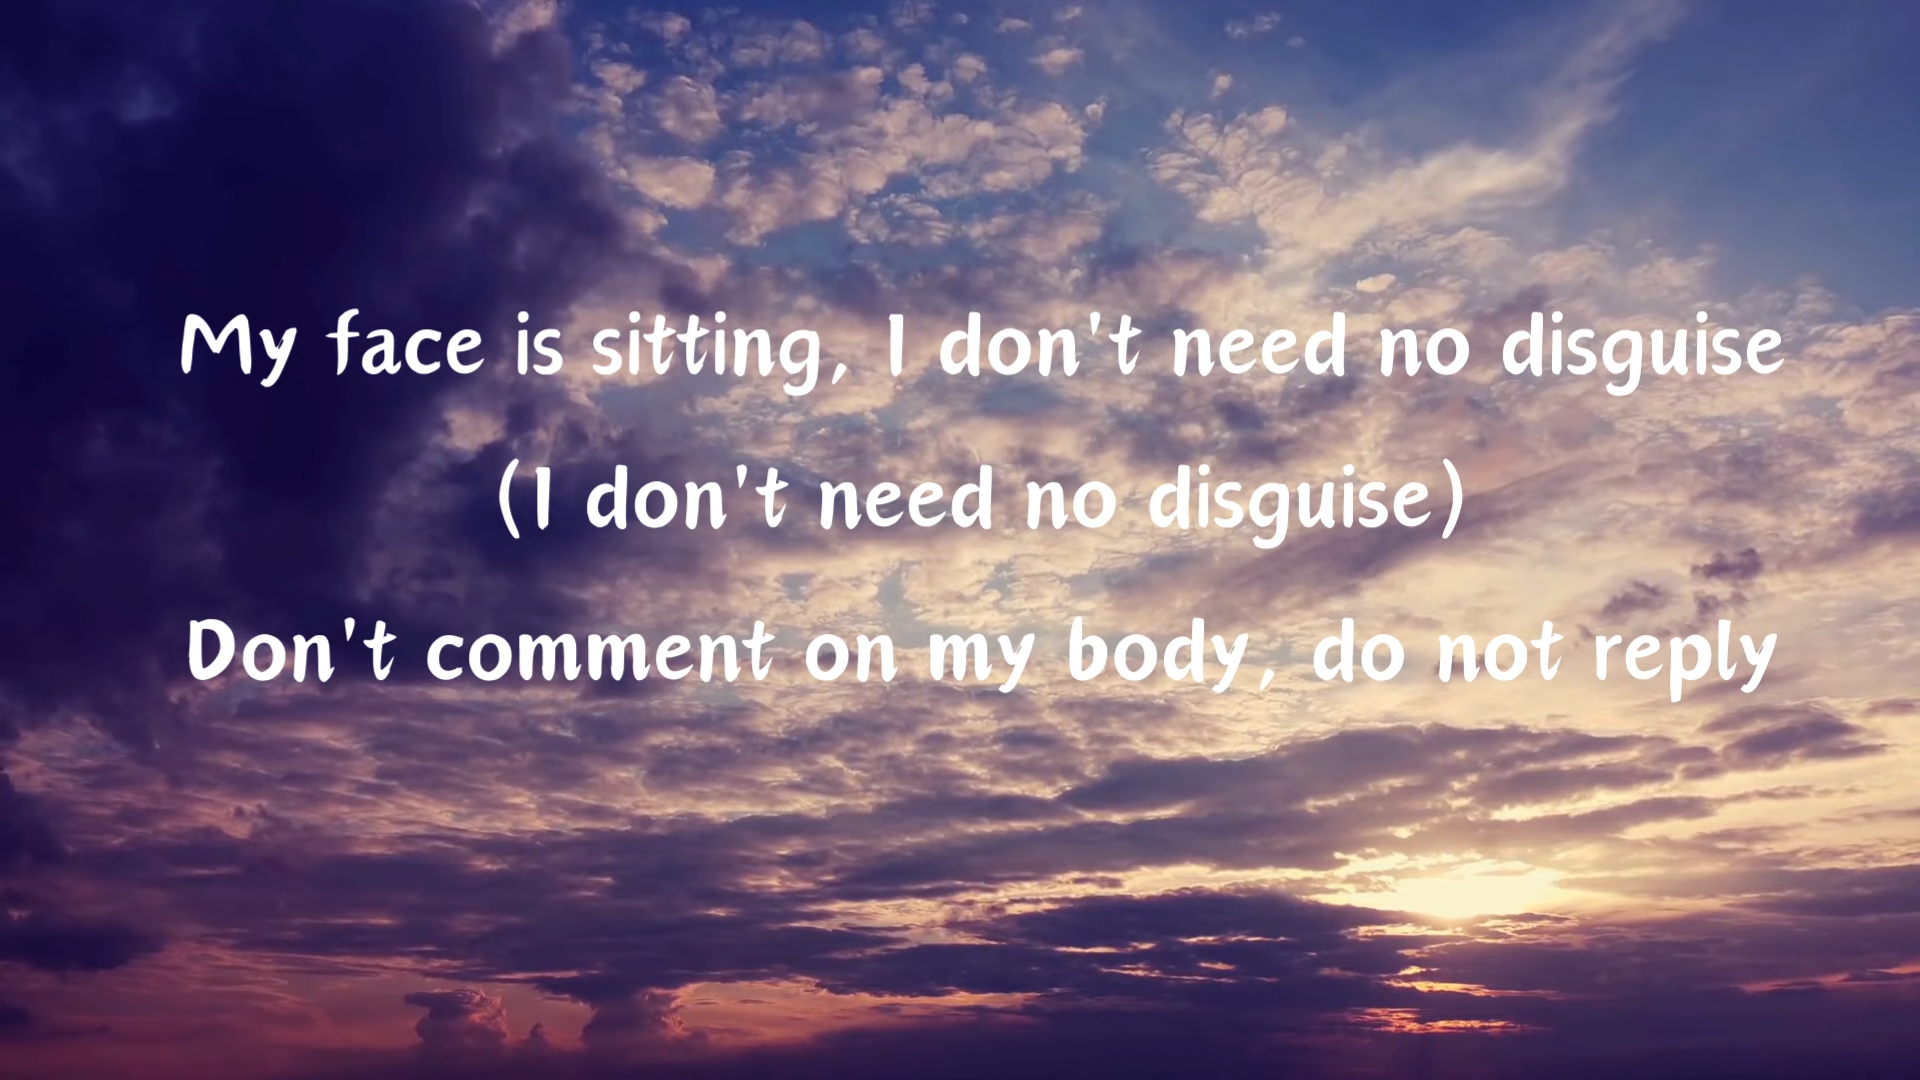 My face is sitting, I don't need no disguise
(I don't need no disguise)
Don't comment on my body, do not reply